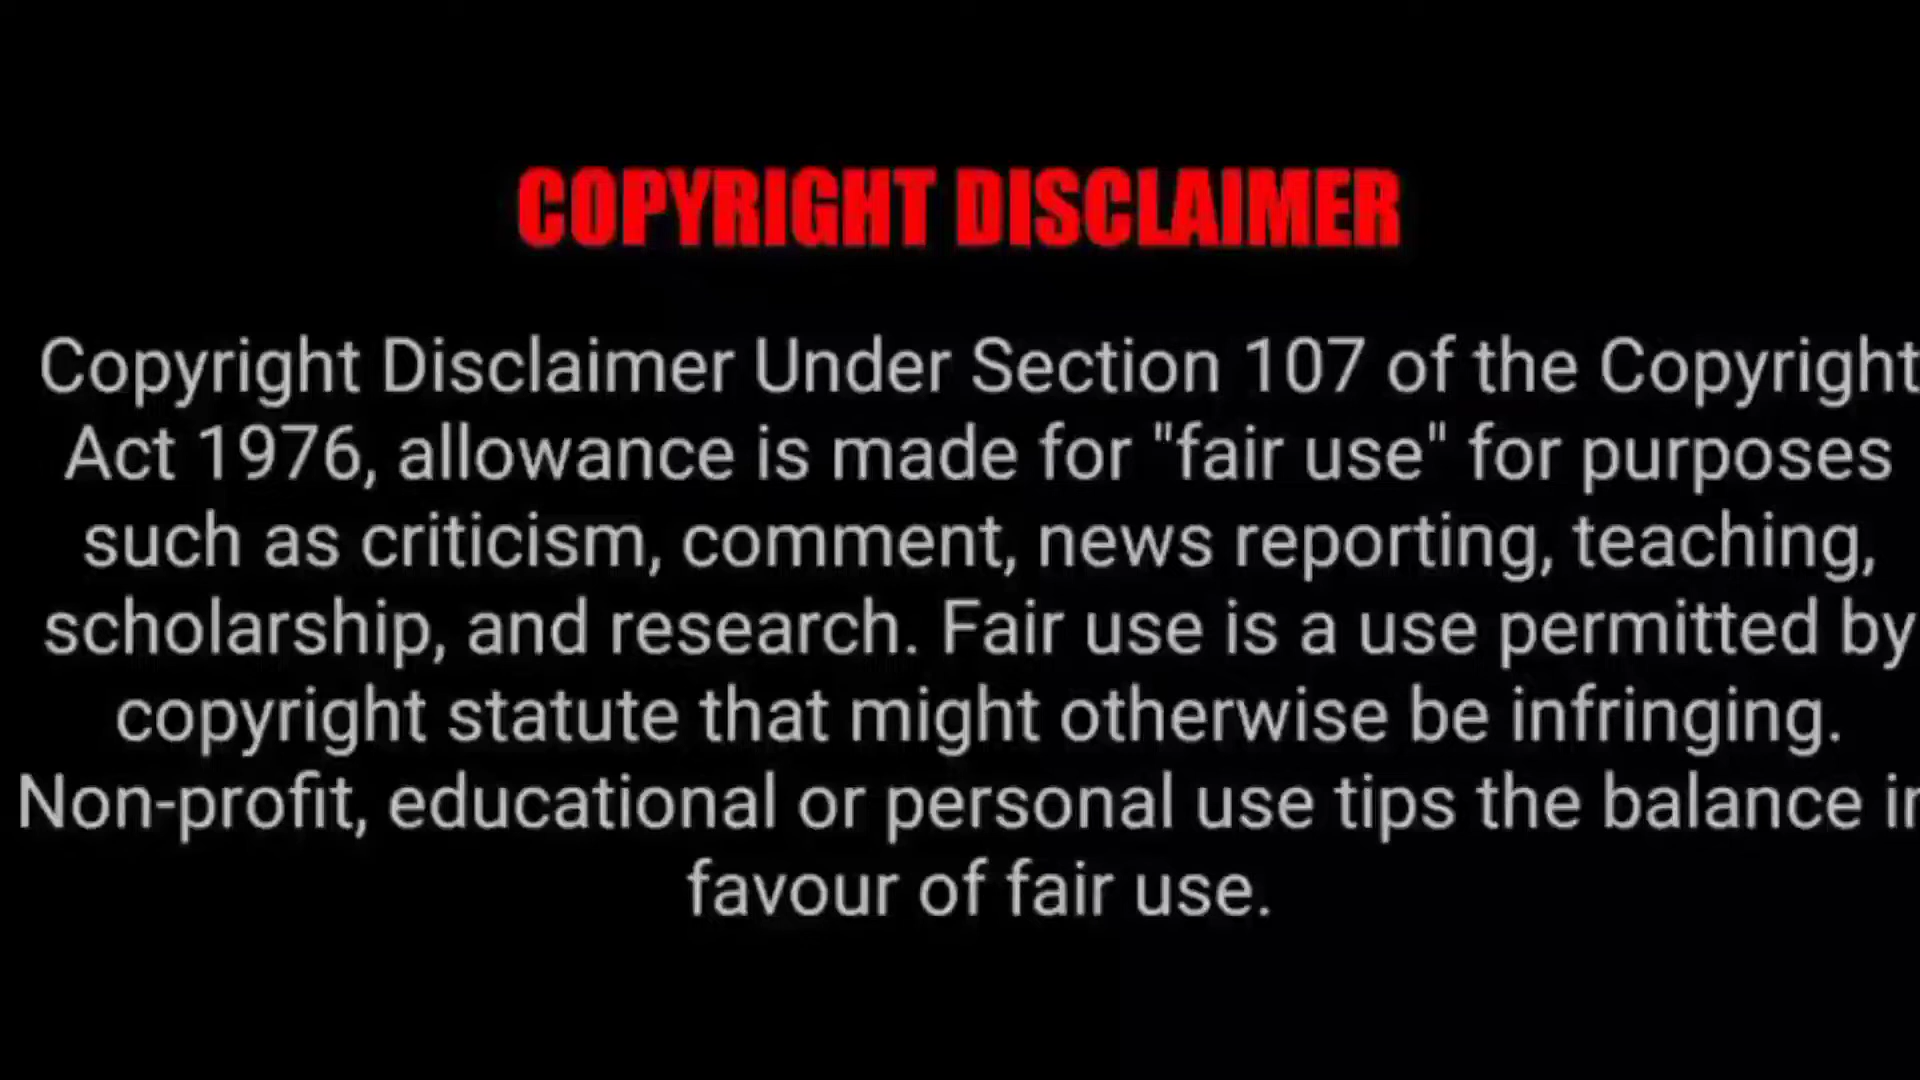 COPYRIGHT DISCLAIMER
Copyright Disclaimer Under Section 107 of the Copyright
Act 1976, allowance is made for "fair use" for purposes
such as criticism, comment, news reporting, teaching,
scholarship, and research. Fair use is a use permitted by
copyright statute that might otherwise be infringing.
Non-profit, educational or personal use tips the balance in
favour of fair use.